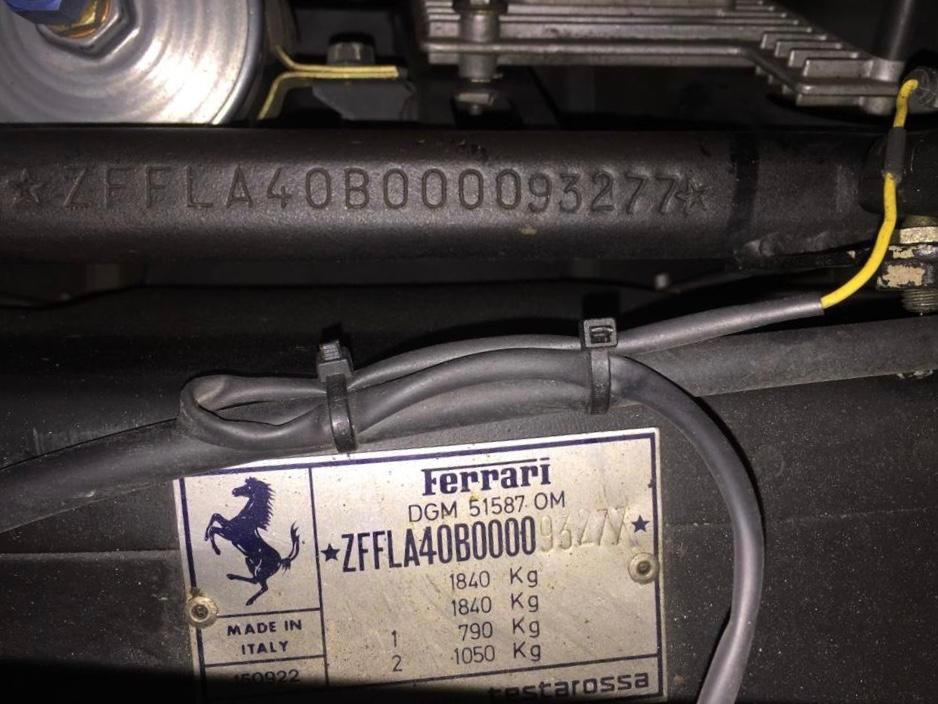 ★ZFFLA40B000093277★
Ferrari
DGM 51587 OM
★ZFFLA40B000093277★
1840 Kg
1840 Kg
1 790 Kg
2 1050 Kg
MADE IN
ITALY
150922
testarossa